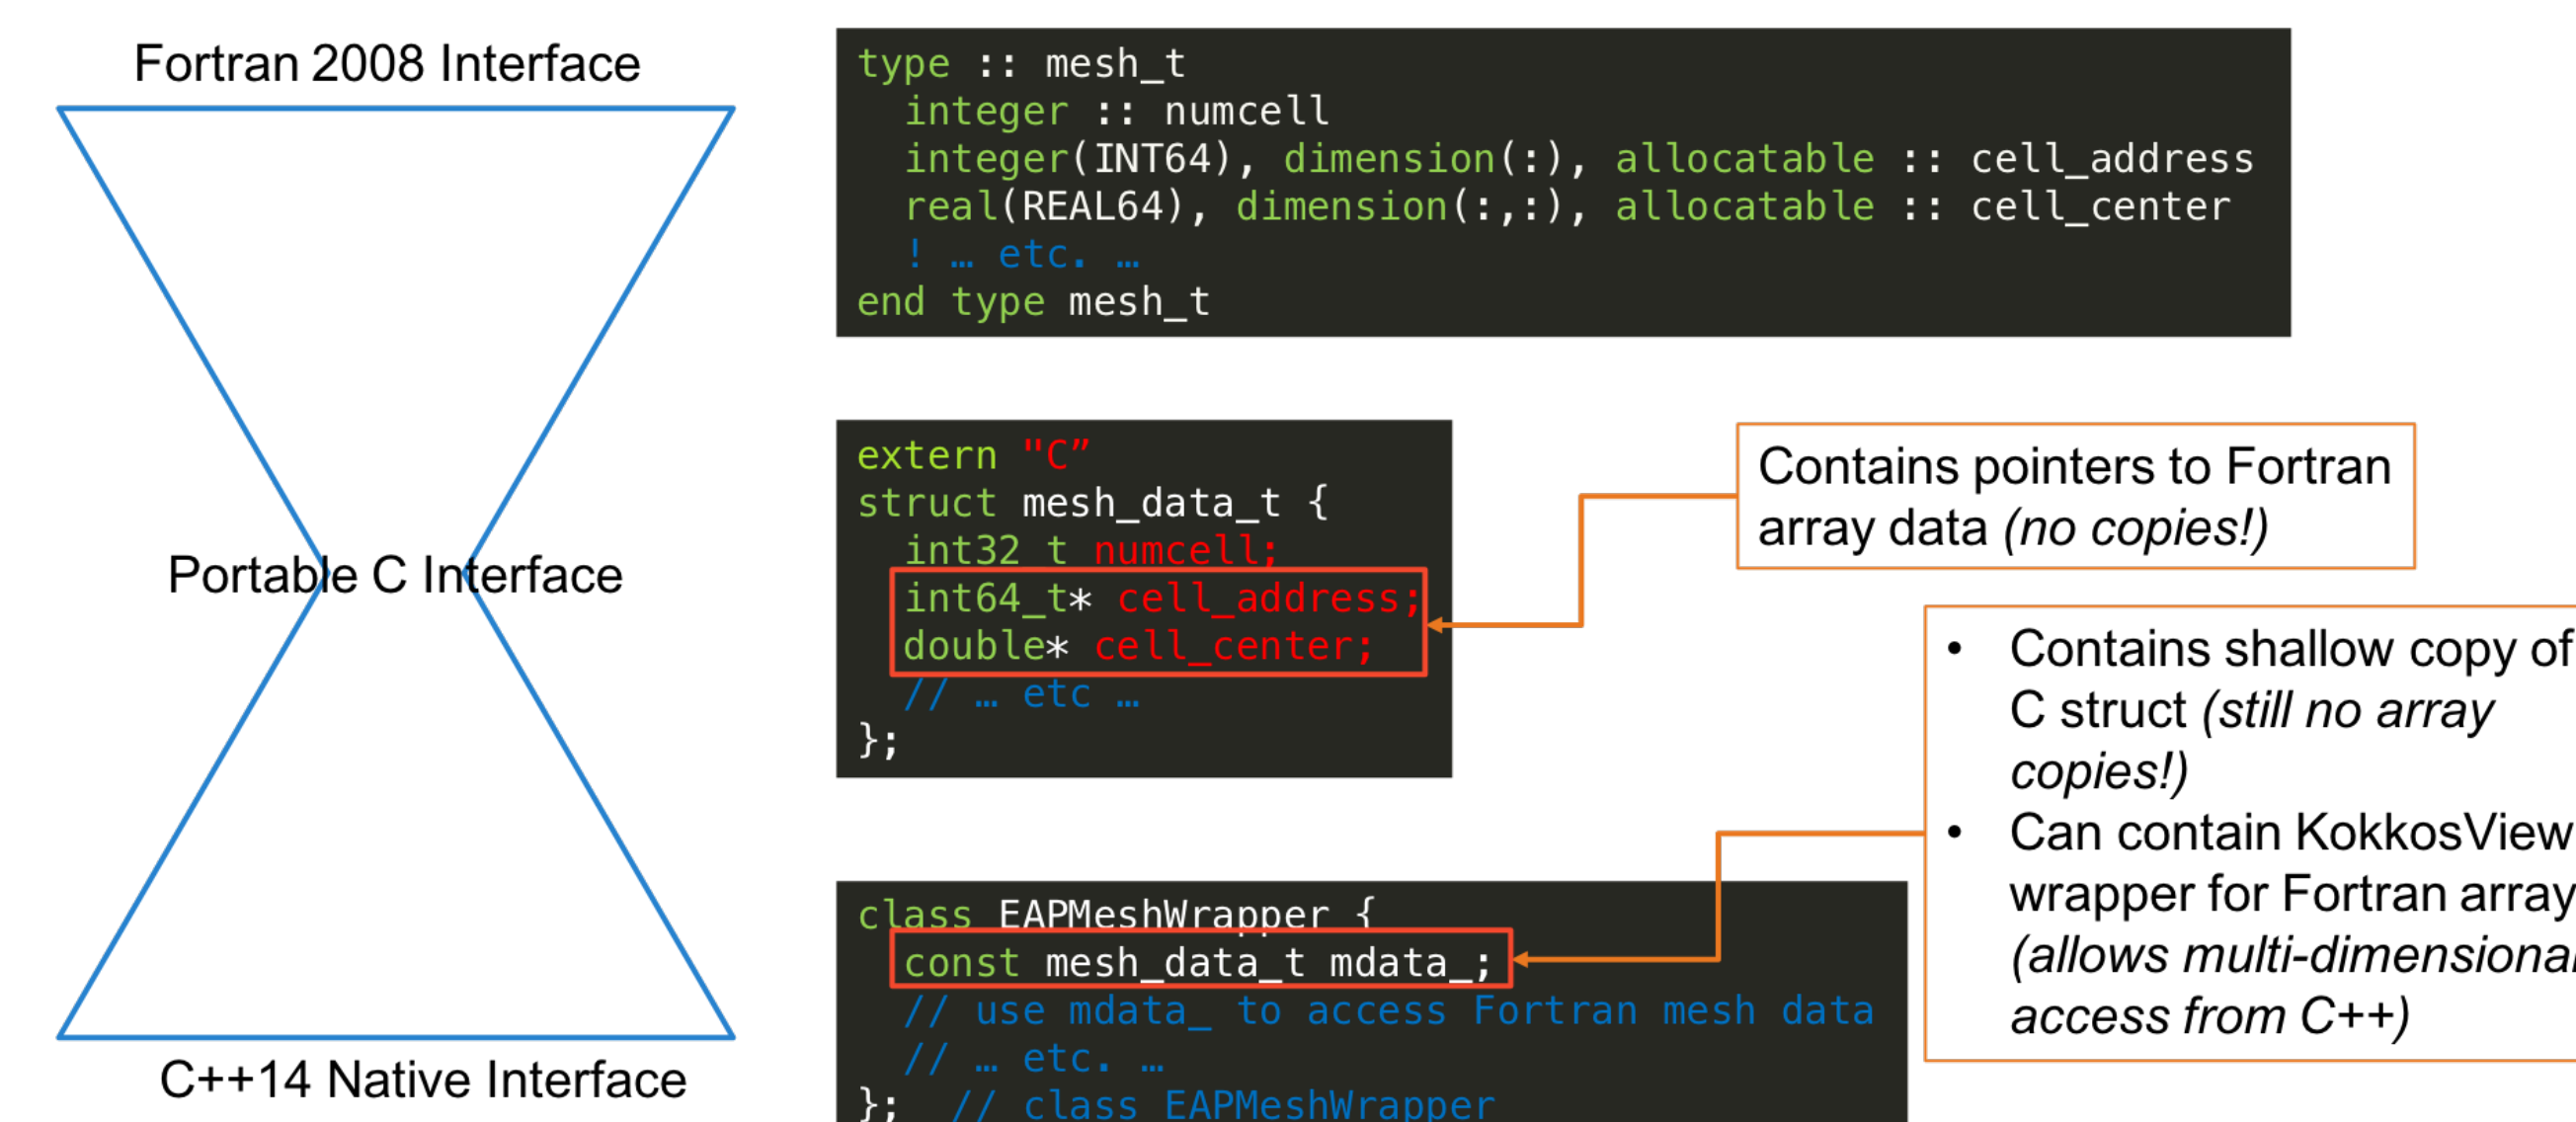 Fortran 2008 Interface
type :: mesh_t
integer :: numcell
integer(INT64), dimension(:), allocatable :: cell_address
real(REAL64), dimension(:,:), allocatable :: cell_center
! … etc. …
end type mesh_t
Portable C Interface
extern "C”
struct mesh_data_t {
int32_t numcell;
int64_t* cell_address;
double* cell_center;
// … etc …
};
Contains pointers to Fortran
array data (no copies!)
• Contains shallow copy of
C struct (still no array
copies!)
• Can contain KokkosView
wrapper for Fortran array
(allows multi-dimensional
access from C++)
C++14 Native Interface
class EAPMeshWrapper {
const mesh_data_t mdata_;
// use mdata_ to access Fortran mesh data
// … etc. …
}; // class EAPMeshWrapper